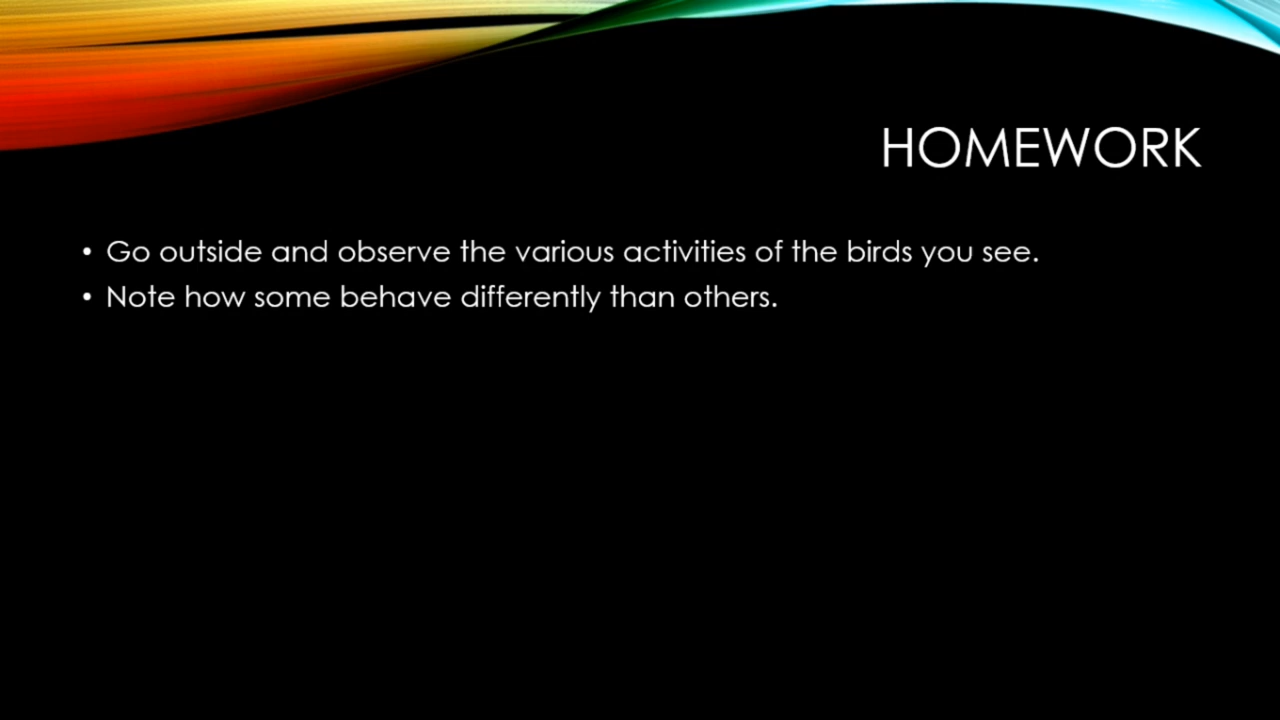 HOMEWORK
• Go outside and observe the various activities of the birds you see.
• Note how some behave differently than others.